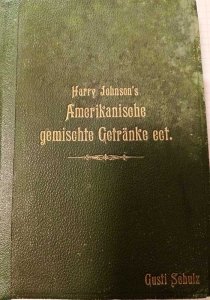 Harry Johnson's
Amerikanische
gemischte Getränke ect.
Gusti Schulz